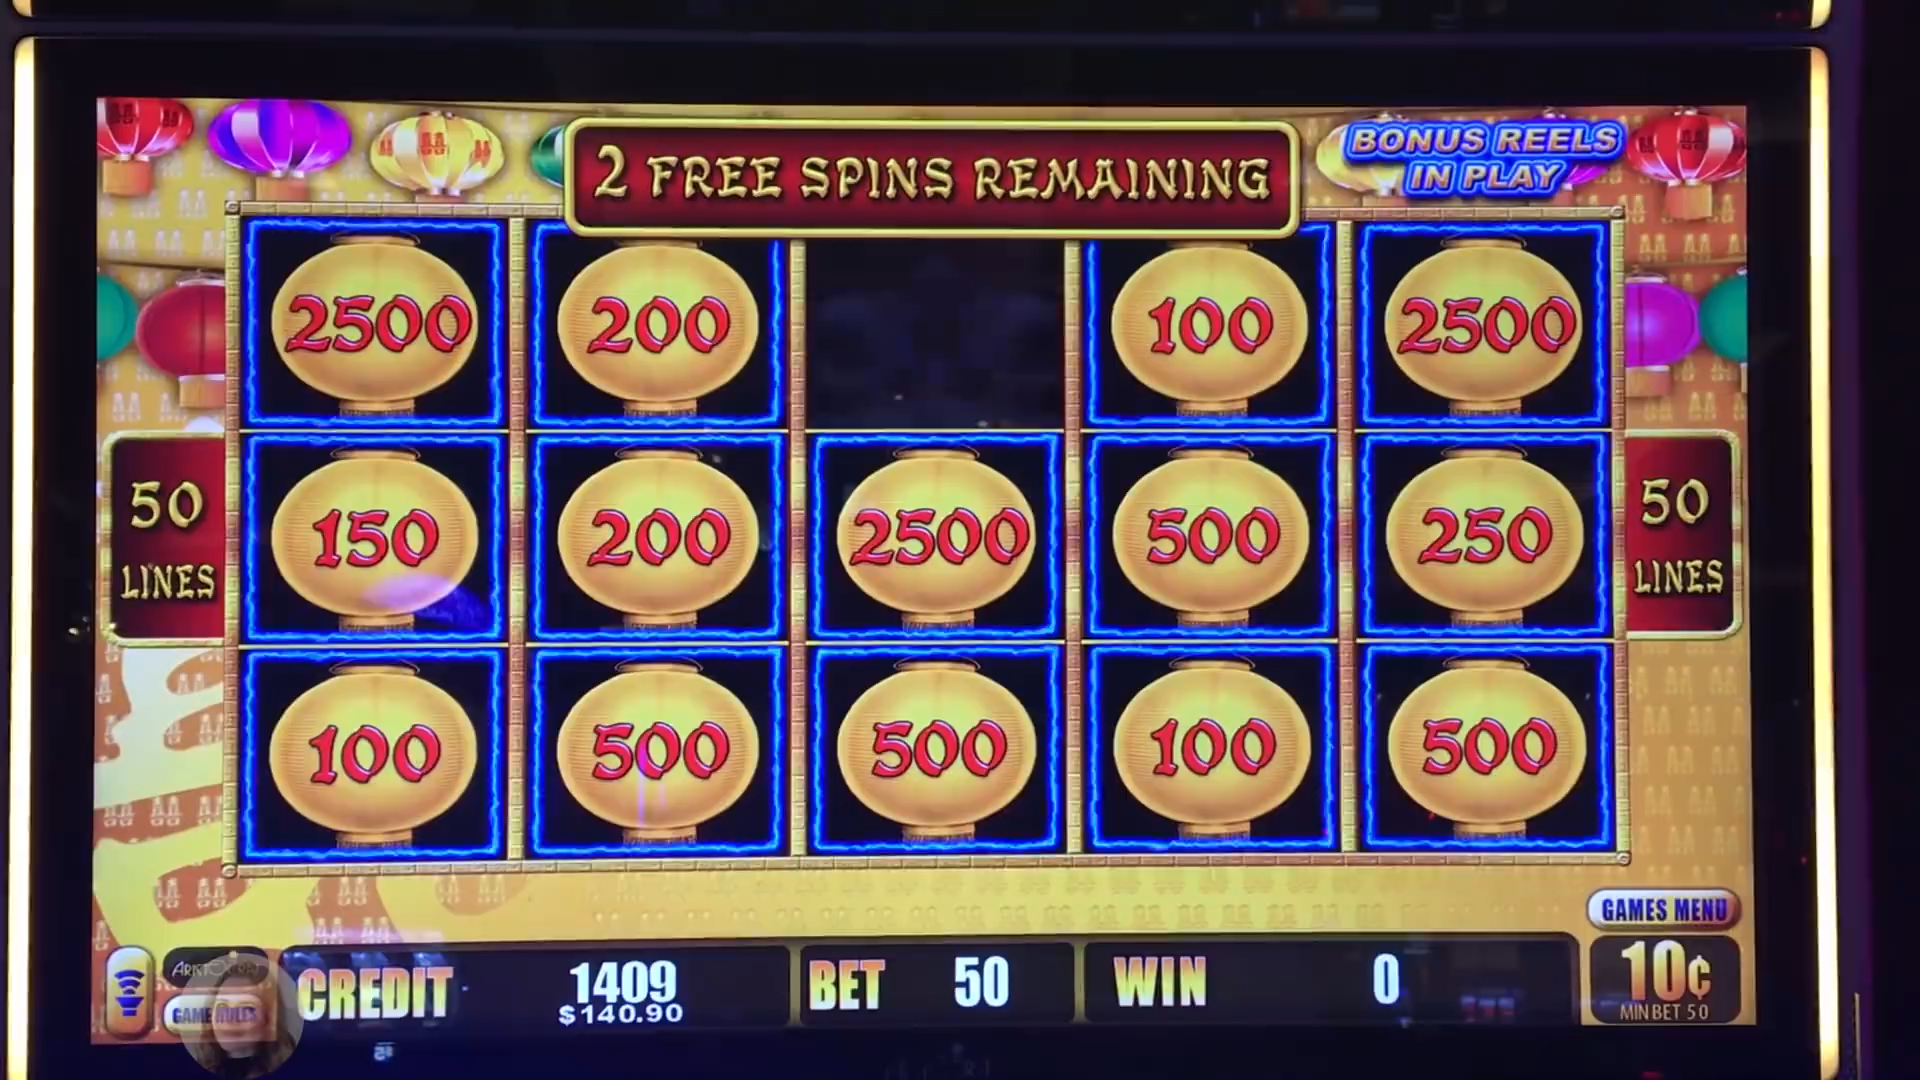 2 FREE SPINS REMAINING
BONUS REELS
IN PLAY
2500 200 100 2500
150 200 2500 500 250
50
LINES
50
LINES
100 500 500 100 500
GAMES MENU
CREDIT 1409
$140.90
BET 50
WIN 0
10¢
MIN BET 50
GAME RULES